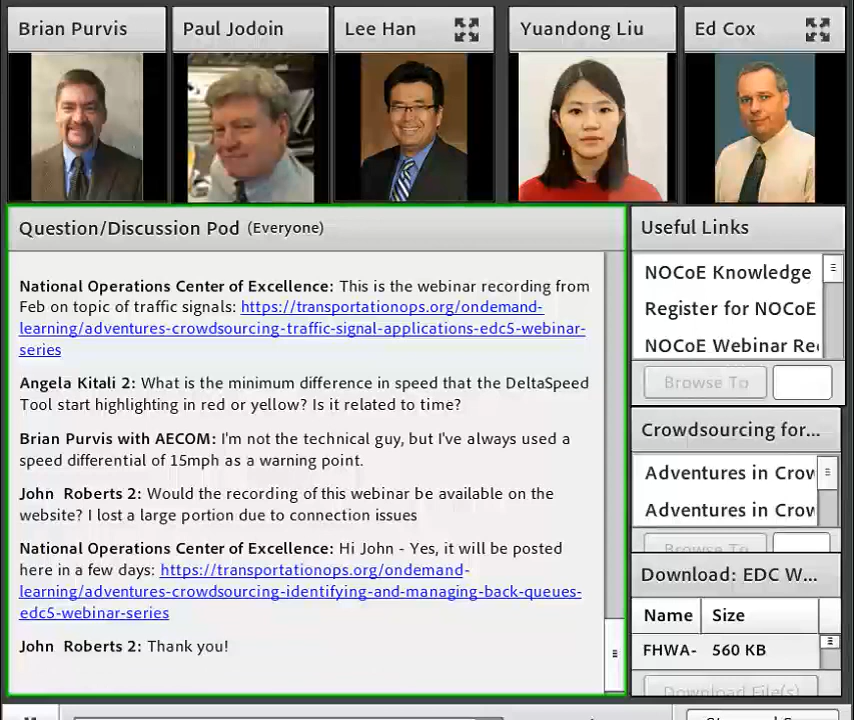 Brian Purvis
Paul Jodoin
Lee Han
Yuandong Liu
Ed Cox
Question/Discussion Pod (Everyone)
National Operations Center of Excellence: This is the webinar recording from
Feb on topic of traffic signals: https://transportationops.org/ondemand-
learning/adventures-crowdsourcing-traffic-signal-applications-edc5-webinar-
series
Angela Kitali 2: What is the minimum difference in speed that the DeltaSpeed
Tool start highlighting in red or yellow? Is it related to time?
Brian Purvis with AECOM: I'm not the technical guy, but I've always used a
speed differential of 15mph as a warning point.
John Roberts 2: Would the recording of this webinar be available on the
website? I lost a large portion due to connection issues
National Operations Center of Excellence: Hi John - Yes, it will be posted
here in a few days: https://transportationops.org/ondemand-
learning/adventures-crowdsourcing-identifying-and-managing-back-queues-
edc5-webinar-series
John Roberts 2: Thank you!
Useful Links
NOCoE Knowledge
Register for NOCoE
NOCoE Webinar Re
Browse To
Crowdsourcing for...
Adventures in Crow
Adventures in Crow
Browse To
Download: EDC W...
Name Size
FHWA- 560 KB
Download File(s)